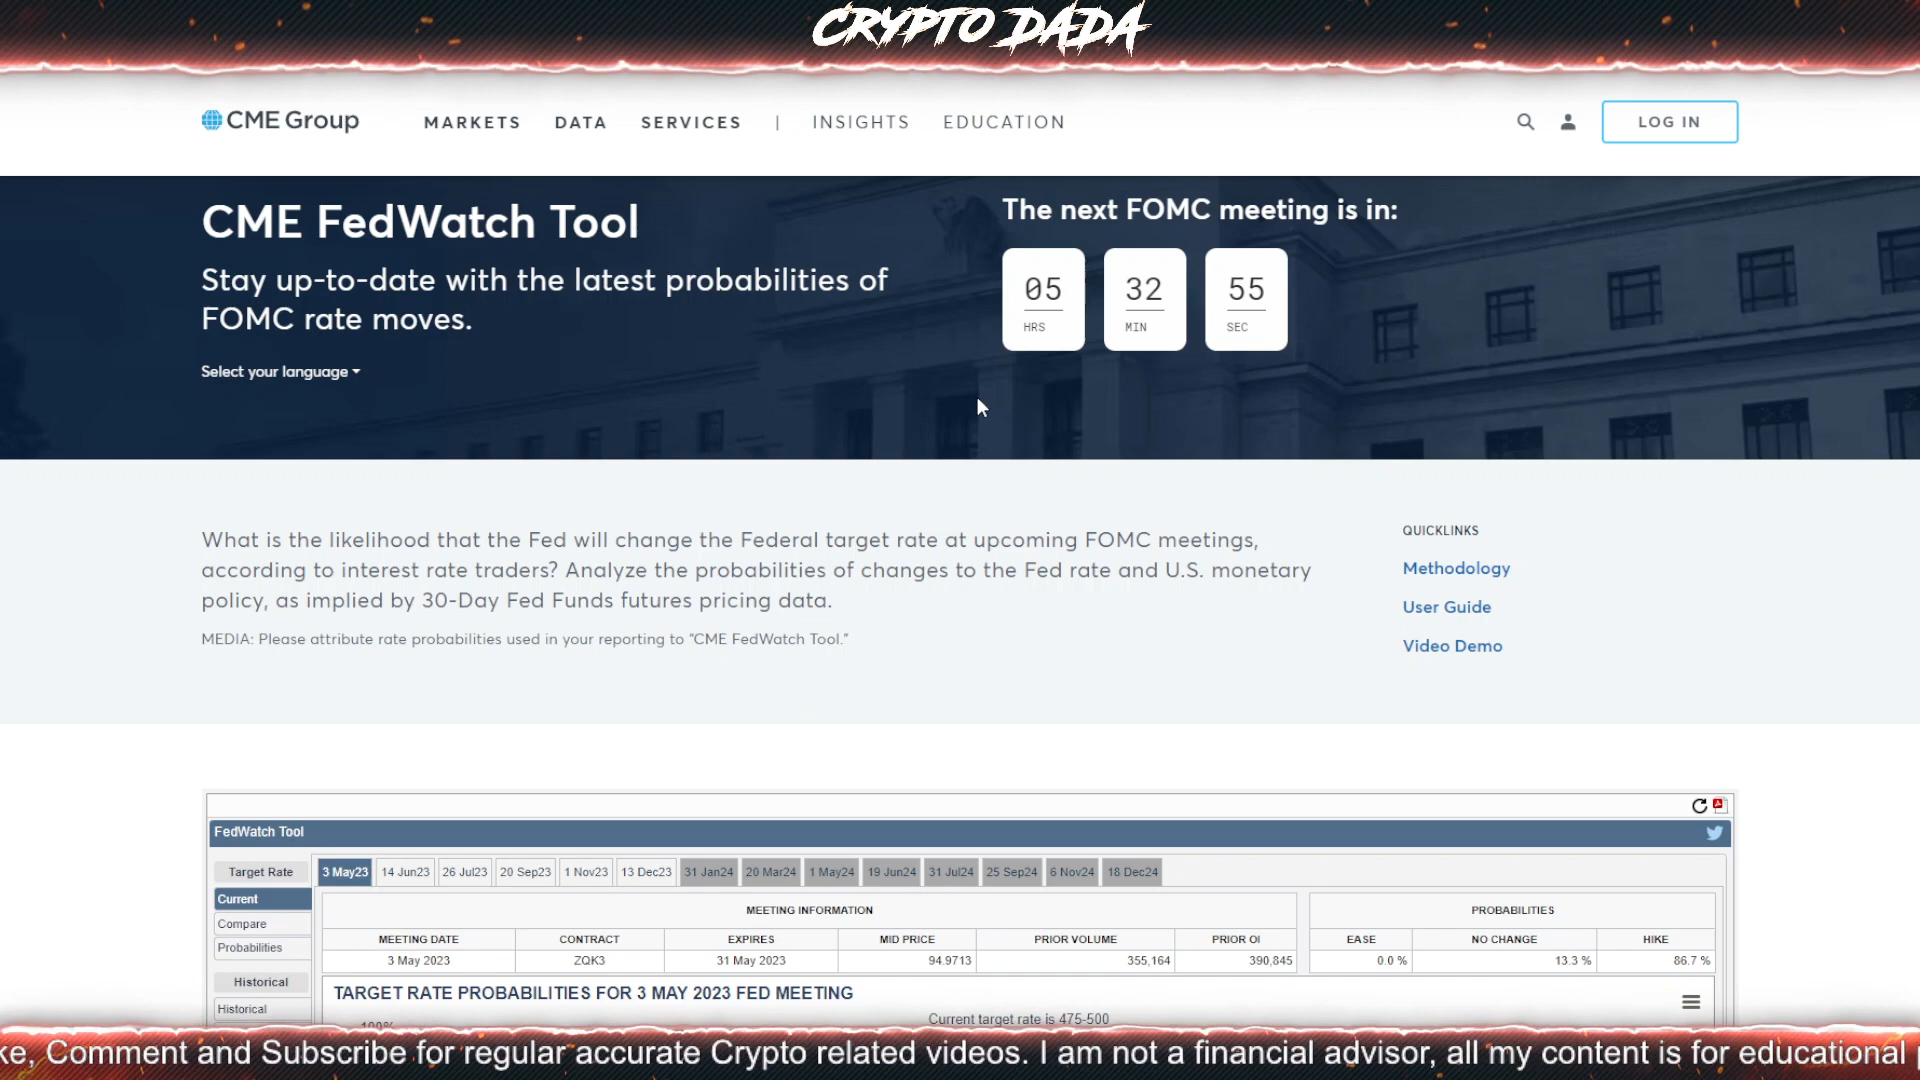 CRYPTO DADA
CME Group
MARKETS DATA SERVICES | INSIGHTS EDUCATION
LOG IN
CME FedWatch Tool
Stay up-to-date with the latest probabilities of
FOMC rate moves.
Select your language
The next FOMC meeting is in:
05 32 55
HRS MIN SEC
What is the likelihood that the Fed will change the Federal target rate at upcoming FOMC meetings,
according to interest rate traders? Analyze the probabilities of changes to the Fed rate and U.S. monetary
policy, as implied by 30-Day Fed Funds futures pricing data.
MEDIA: Please attribute rate probabilities used in your reporting to "CME FedWatch Tool."
QUICKLINKS
Methodology
User Guide
Video Demo
FedWatch Tool
Target Rate
Current
Compare
Probabilities
Historical
Historical
3 May23 14 Jun23 26 Jul23 20 Sep23 1 Nov23 13 Dec23 31 Jan24 20 Mar24 1 May24 19 Jun24 31 Jul24 25 Sep24 6 Nov24 18 Dec24
MEETING INFORMATION
MEETING DATE CONTRACT EXPIRES MID PRICE PRIOR VOLUME PRIOR OI
3 May 2023 ZQK3 31 May 2023 94.9713 355,164 390,845
PROBABILITIES
EASE NO CHANGE HIKE
0.0 % 13.3 % 86.7 %
TARGET RATE PROBABILITIES FOR 3 MAY 2023 FED MEETING
Current target rate is 475-500
100%
ke, Comment and Subscribe for regular accurate Crypto related videos. I am not a financial advisor, all my content is for educational p